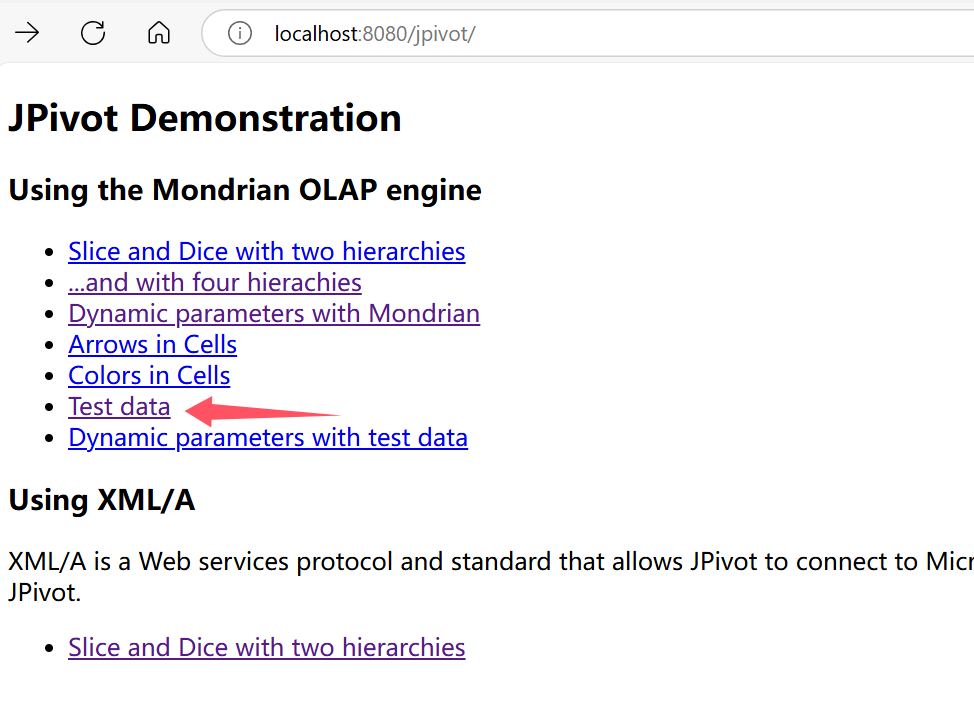 localhost:8080/jpivot/
JPivot Demonstration
Using the Mondrian OLAP engine
Slice and Dice with two hierarchies
...and with four hierachies
Dynamic parameters with Mondrian
Arrows in Cells
Colors in Cells
Test data
Dynamic parameters with test data
Using XML/A
XML/A is a Web services protocol and standard that allows JPivot to connect to Micr
JPivot.
Slice and Dice with two hierarchies